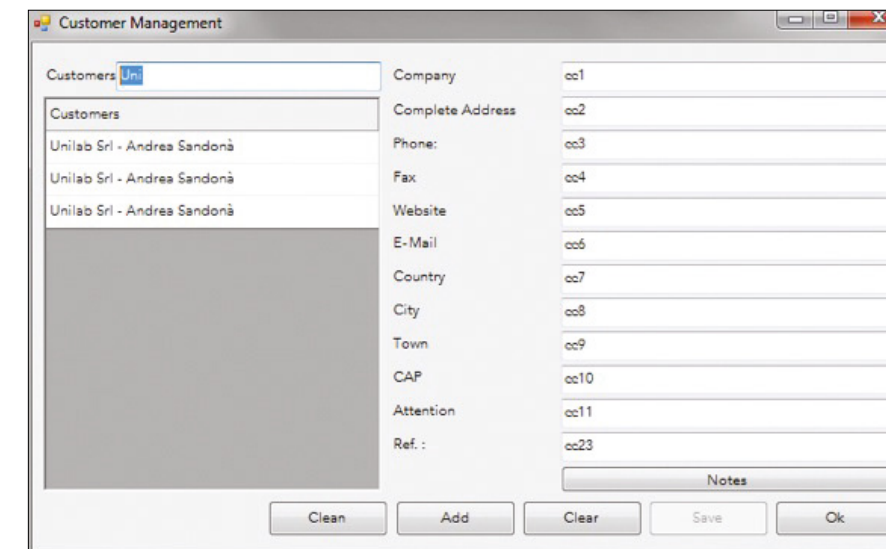 Customer Management
Customers Uni
Customers
Unilab Srl - Andrea Sandonà
Unilab Srl - Andrea Sandonà
Unilab Srl - Andrea Sandonà
Company cc1
Complete Address cc2
Phone: cc3
Fax cc4
Website cc5
E-Mail cc6
Country cc7
City cc8
Town cc9
CAP cc10
Attention cc11
Ref. : cc23
Notes
Clean Add Clear Save Ok